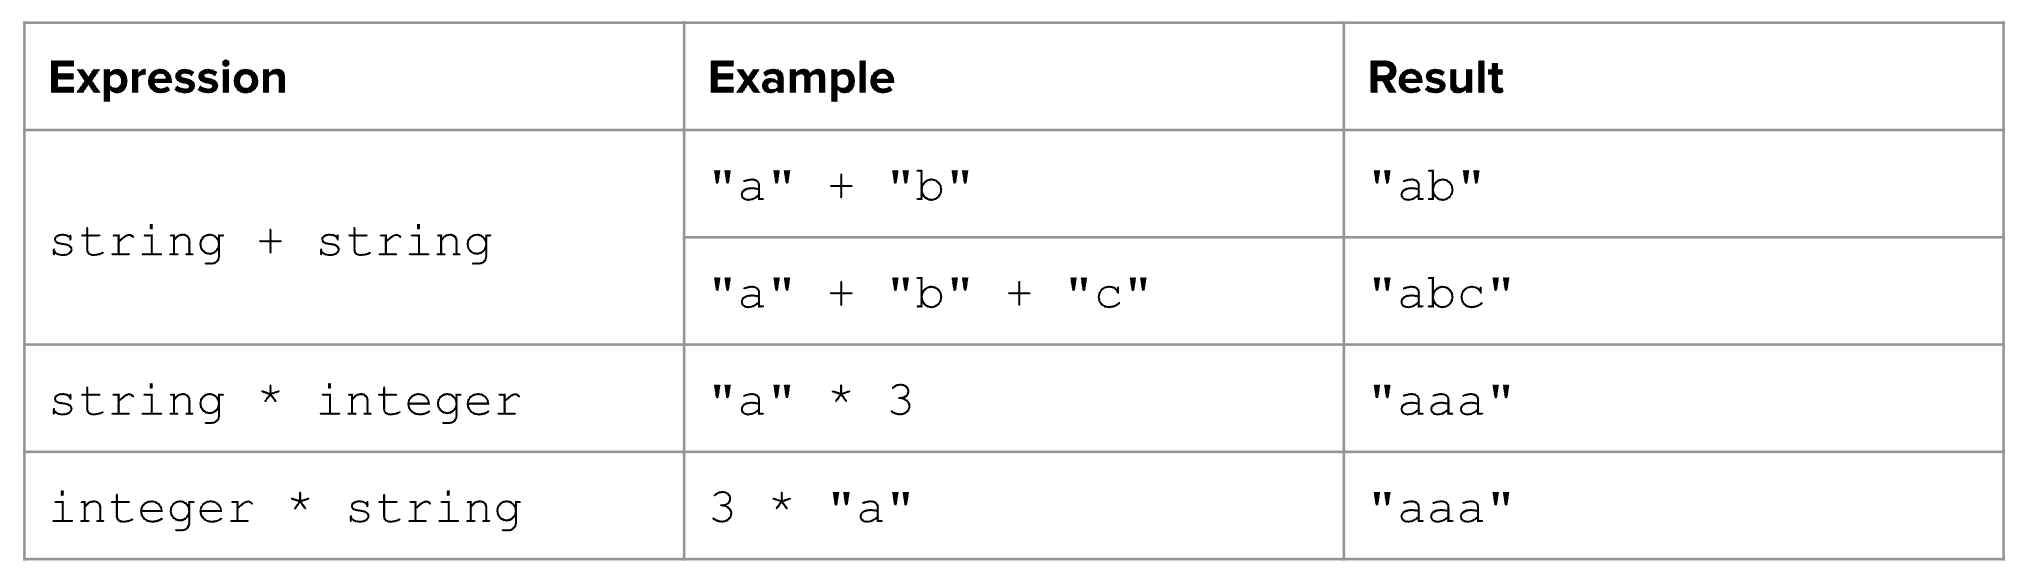 Expression Example Result
string + string
"a" + "b" "ab"
"a" + "b" + "c" "abc"
string * integer "a" * 3 "aaa"
integer * string 3 * "a" "aaa"